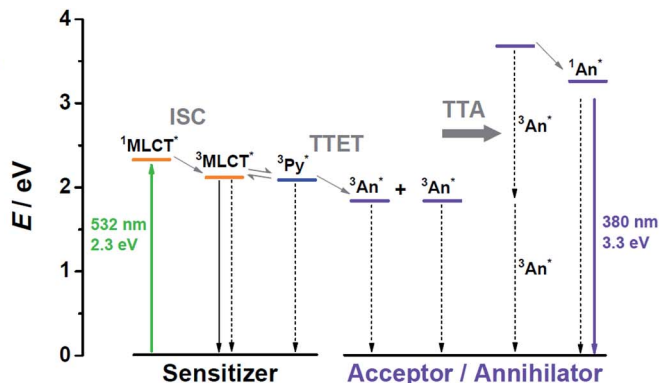 4
3
2
1
0
E / eV
ISC
¹MLCT*
³MLCT*
³Py*
TTET
532 nm
2.3 eV
³An* + ³An*
TTA
¹An*
³An*
³An*
380 nm
3.3 eV
Sensitizer
Acceptor / Annihilator